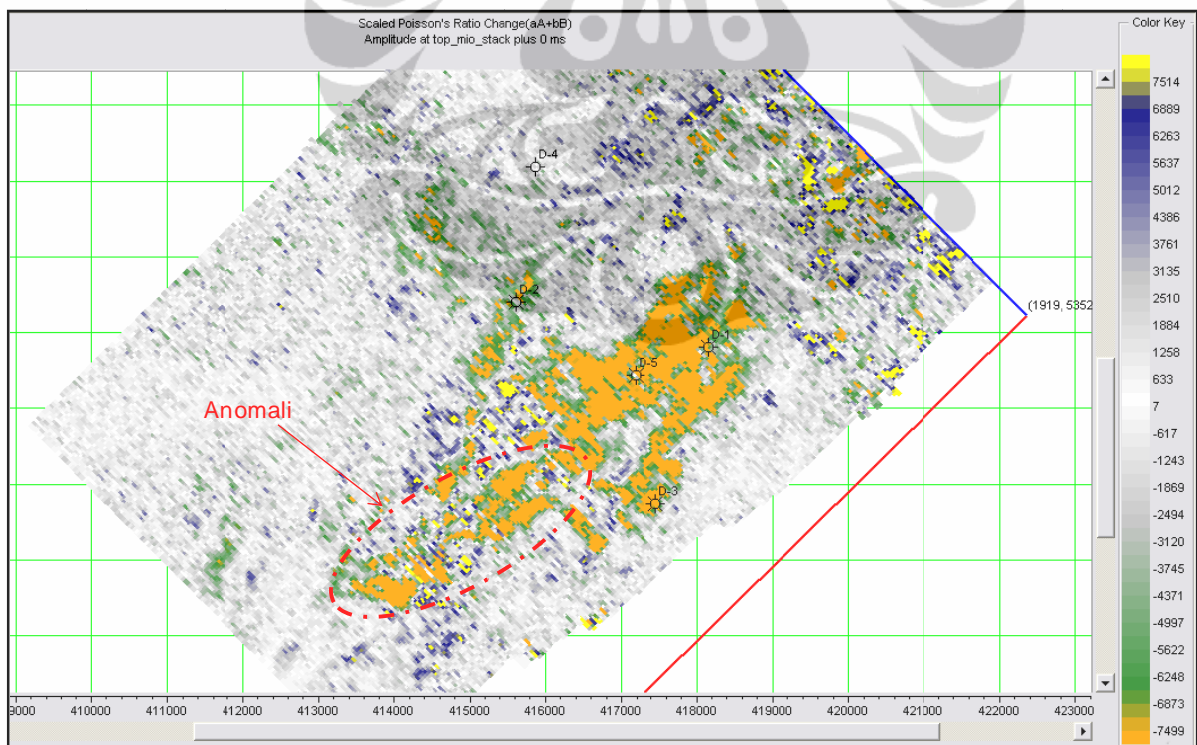 Scaled Poisson's Ratio Change(aA+bB)
Amplitude at top_mio_stack plus 0 ms
Color Key
7514
6889
6263
5637
5012
4386
3761
3135
2510
1884
1258
633
7
-617
-1243
-1869
-2494
-3120
-3745
-4371
-4997
-5622
-6248
-6873
-7499
D-4
D-2
(1919, 5352
D-1
D-5
Anomali
D-3
9000 410000 411000 412000 413000 414000 415000 416000 417000 418000 419000 420000 421000 422000 423000